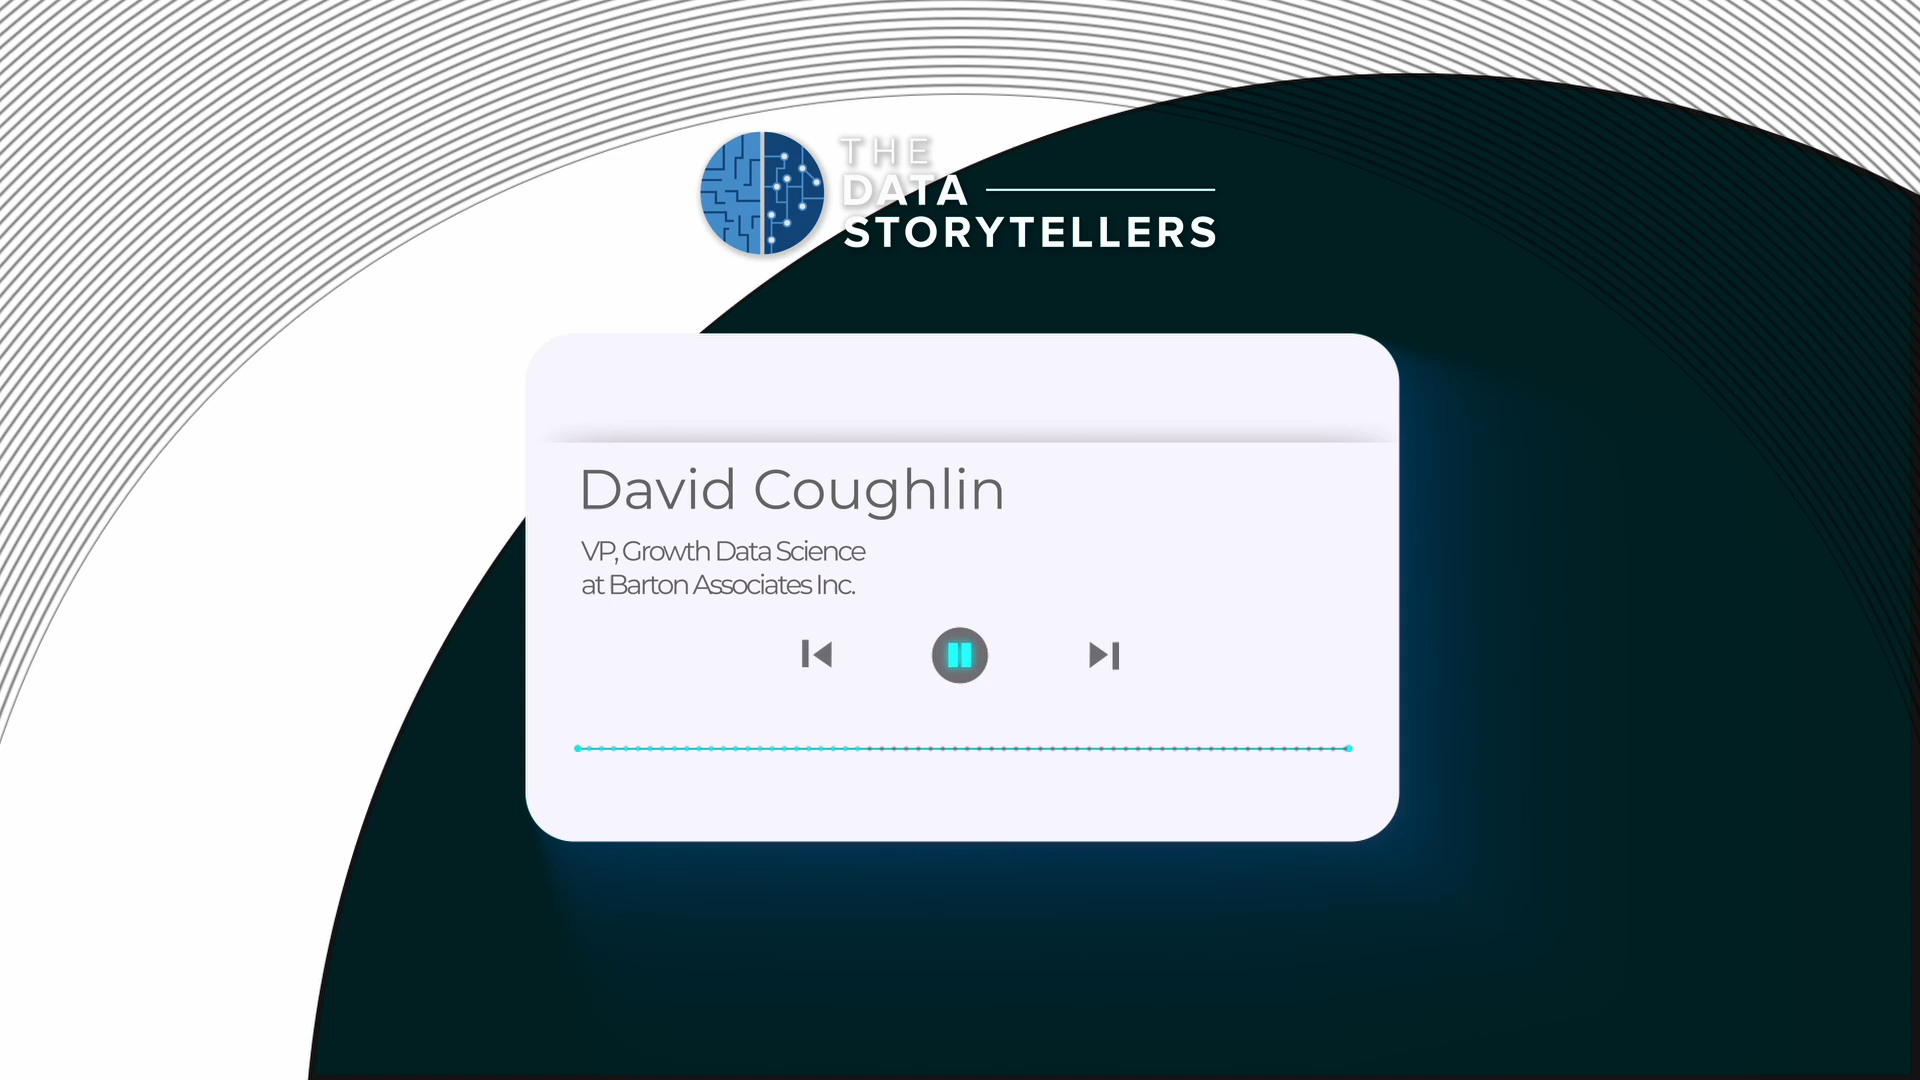 THE
DATA
STORYTELLERS
David Coughlin
VP, Growth Data Science
at Barton Associates Inc.